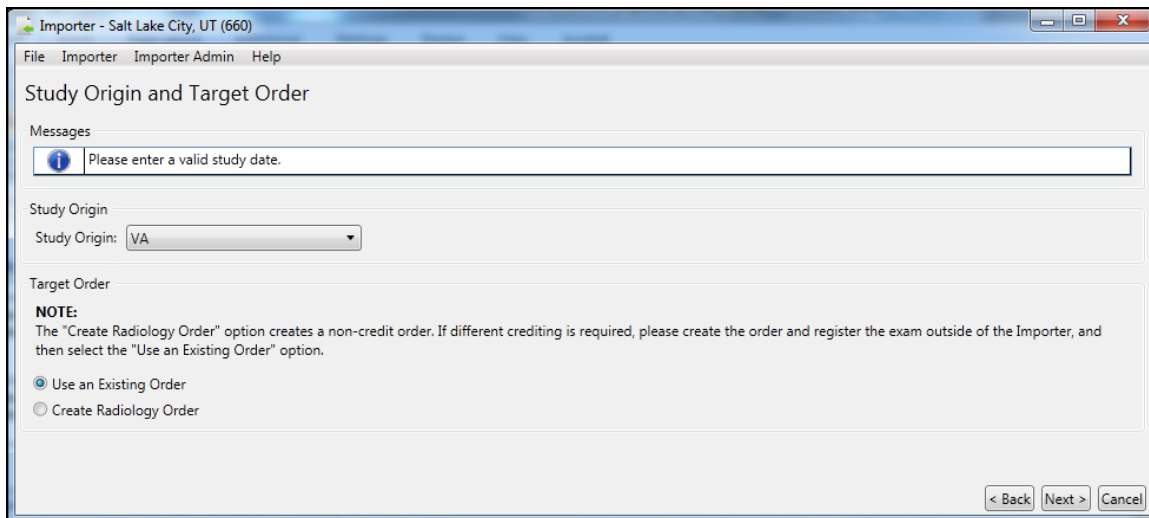 Importer - Salt Lake City, UT (660)
File Importer Importer Admin Help
Study Origin and Target Order
Messages
Please enter a valid study date.
Study Origin
Study Origin: VA
Target Order
NOTE:
The "Create Radiology Order" option creates a non-credit order. If different crediting is required, please create the order and register the exam outside of the Importer, and
then select the "Use an Existing Order" option.
Use an Existing Order
Create Radiology Order
< Back Next > Cancel